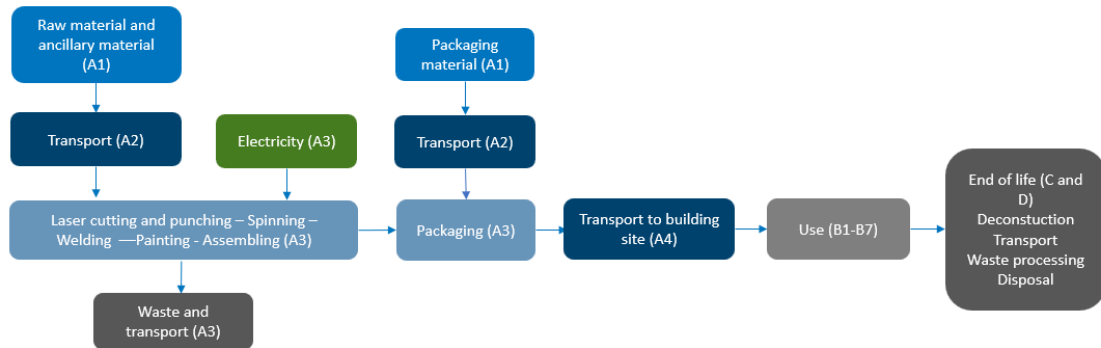 Raw material and
ancillary material
(A1)
Packaging
material (A1)
Transport (A2)
Electricity (A3)
Transport (A2)
Laser cutting and punching – Spinning –
Welding —Painting - Assembling (A3)
Packaging (A3)
Transport to building
site (A4)
Use (B1-B7)
End of life (C and
D)
Deconstuction
Transport
Waste processing
Disposal
Waste and
transport (A3)